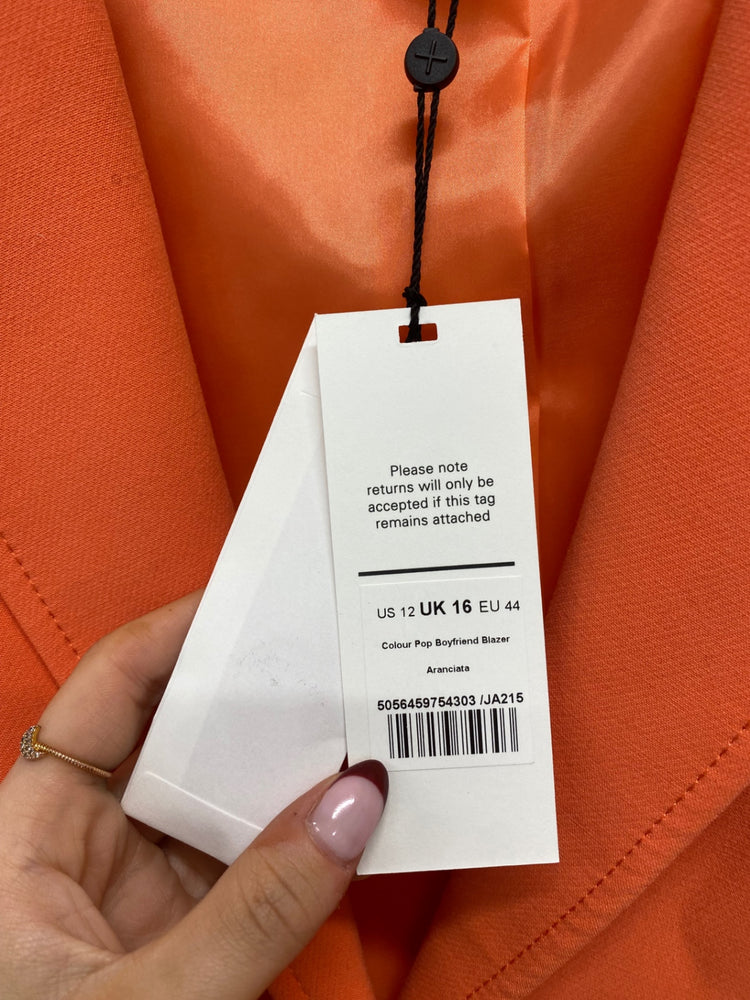 Please note
returns will only be
accepted if this tag
remains attached
US 12 UK 16 EU 44
Colour Pop Boyfriend Blazer
Aranciata
5056459754303 /JA215